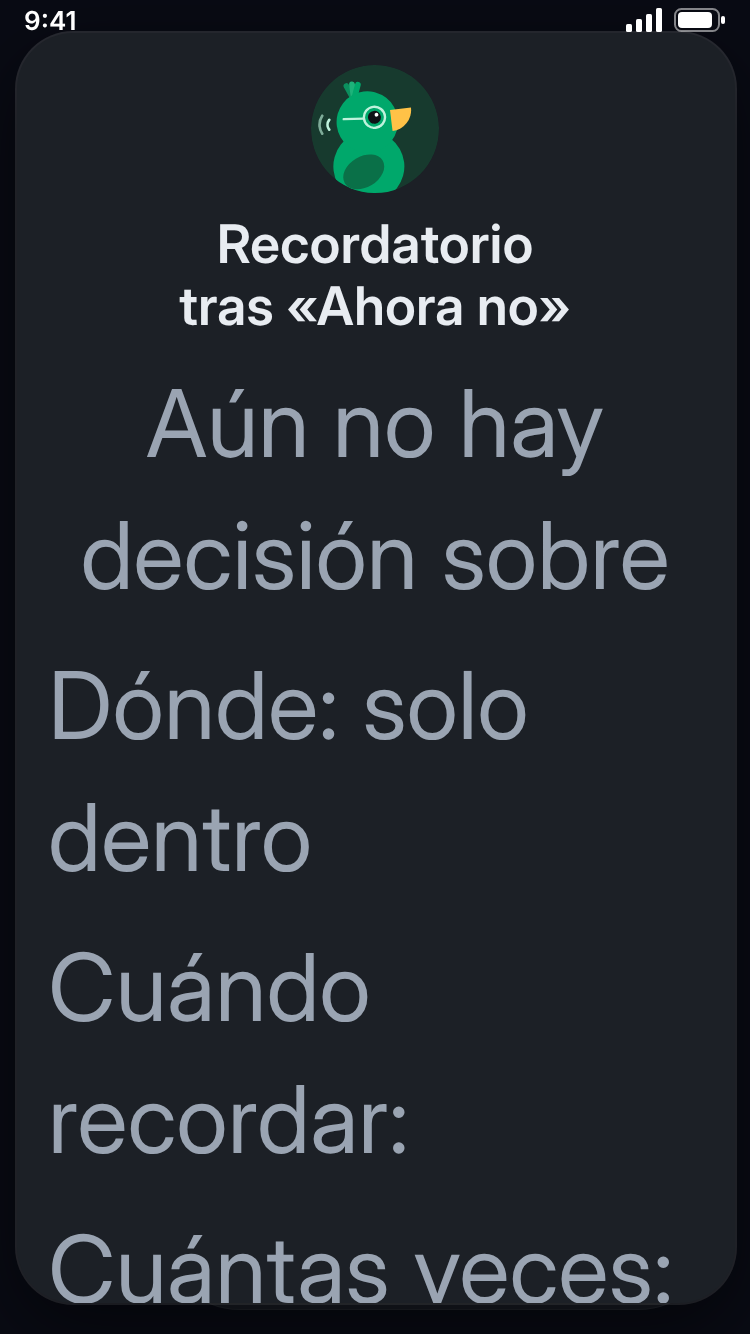 9:41
Recordatorio
tras «Ahora no»
Aún no hay
decisión sobre
Dónde: solo
dentro
Cuándo
recordar:
Cuántas veces: